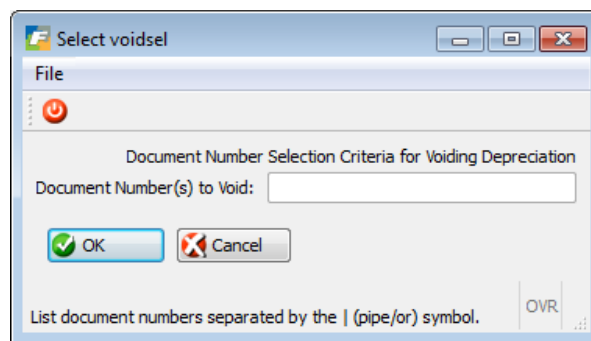 Select voidsel
File
Document Number Selection Criteria for Voiding Depreciation
Document Number(s) to Void:
OK Cancel
List document numbers separated by the | (pipe/or) symbol. OVR